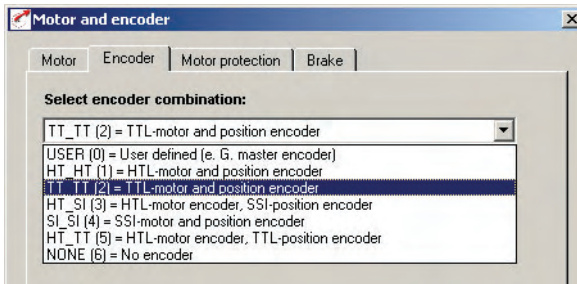 Motor and encoder
Motor Encoder Motor protection Brake
Select encoder combination:
TT_TT (2) = TTL-motor and position encoder
USER (0) = User defined (e. G. master encoder)
HT_HT (1) = HTL-motor and position encoder
TT_TT (2) = TTL-motor and position encoder
HT_SI (3) = HTL-motor encoder, SSI-position encoder
SI_SI (4) = SSI-motor and position encoder
HT_TT (5) = HTL-motor encoder, TTL-position encoder
NONE (6) = No encoder